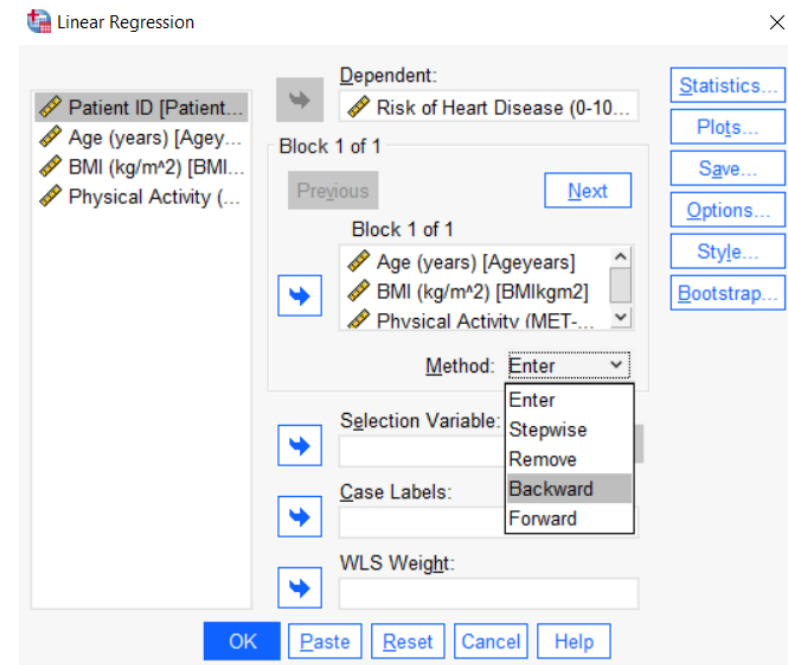 Linear Regression
Patient ID [Patient...
Age (years) [Agey...
BMI (kg/m^2) [BMI...
Physical Activity (...
Dependent:
Risk of Heart Disease (0-10...
Block 1 of 1
Previous
Next
Block 1 of 1
Age (years) [Ageyears]
BMI (kg/m^2) [BMIkgm2]
Physical Activity (MET-...
Method: Enter
Enter
Stepwise
Remove
Backward
Forward
Selection Variable:
Case Labels:
WLS Weight:
Statistics...
Plots...
Save...
Options...
Style...
Bootstrap...
OK Paste Reset Cancel Help